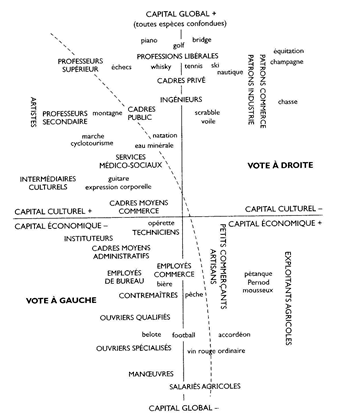 CAPITAL GLOBAL +
(toutes espèces confondues)
piano
bridge
golf
PROFESSEURS
SUPÉRIEUR
PROFESSIONS LIBÉRALES
équitation
échecs
whisky
tennis
ski
champagne
nautique
CADRES PRIVÉ
PATRONS INDUSTRIE
PATRONS COMMERCE
INGÉNIEURS
chasse
ARTISTES
PROFESSEURS
SECONDAIRE
montagne
CADRES
PUBLIC
scrabble
voile
marche
cyclotourisme
natation
eau minérale
SERVICES
MÉDICO-SOCIAUX
VOTE À DROITE
INTERMÉDIAIRES
CULTURELS
guitare
expression corporelle
CADRES MOYENS
COMMERCE
CAPITAL CULTUREL +
CAPITAL CULTUREL –
CAPITAL ÉCONOMIQUE –
CAPITAL ÉCONOMIQUE +
opérette
TECHNICIENS
INSTITUTEURS
CADRES MOYENS
ADMINISTRATIFS
PETITS COMMERÇANTS
ARTISANS
EXPLOITANTS AGRICOLES
EMPLOYÉS
DE BUREAU
EMPLOYÉS
COMMERCE
bière
pétanque
Pernod
mousseux
VOTE À GAUCHE
CONTREMAÎTRES
pêche
OUVRIERS QUALIFIÉS
belote
football
accordéon
OUVRIERS SPÉCIALISÉS
vin rouge ordinaire
MANŒUVRES
SALARIÉS AGRICOLES
CAPITAL GLOBAL –